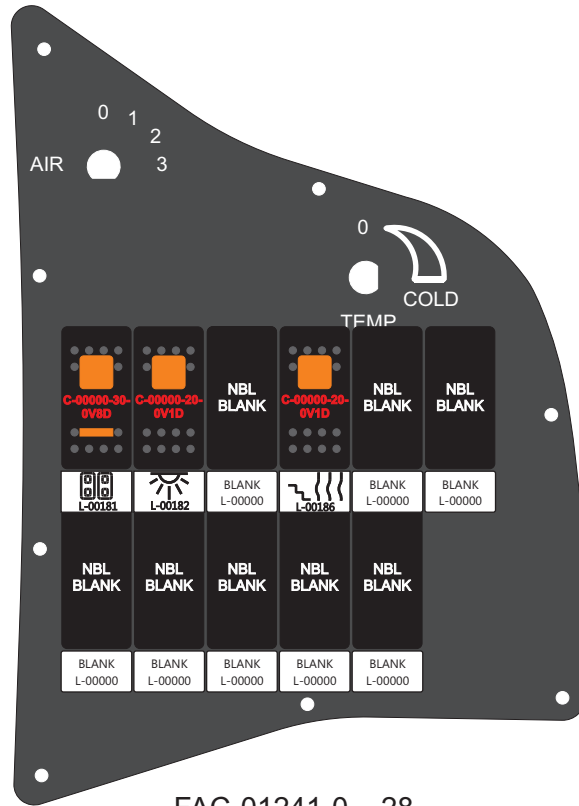 0
1
2
AIR
3
0
COLD
TEMP
C-00000-30-
0V8D
C-00000-20-
0V1D
NBL
BLANK
C-00000-20-
0V1D
NBL
BLANK
NBL
BLANK
L-00181
L-00182
BLANK
L-00000
L-00186
BLANK
L-00000
BLANK
L-00000
NBL
BLANK
NBL
BLANK
NBL
BLANK
NBL
BLANK
NBL
BLANK
BLANK
L-00000
BLANK
L-00000
BLANK
L-00000
BLANK
L-00000
BLANK
L-00000